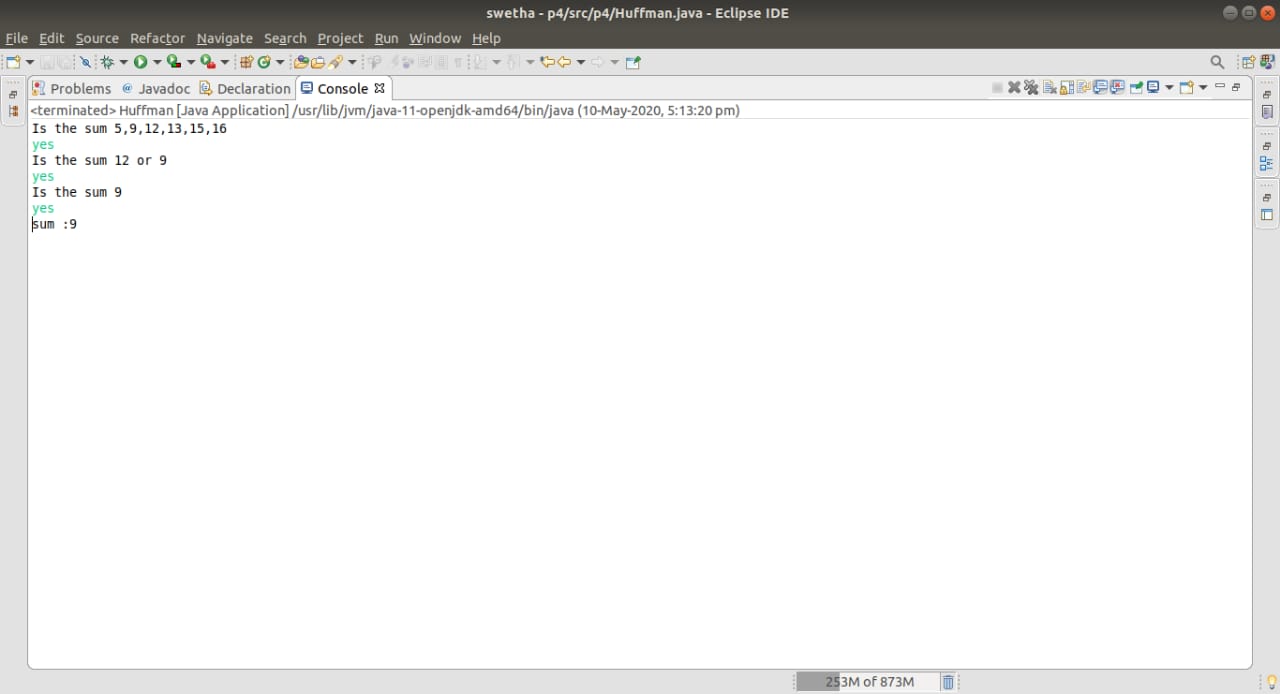 swetha - p4/src/p4/Huffman.java - Eclipse IDE
File Edit Source Refactor Navigate Search Project Run Window Help
Problems @ Javadoc Declaration Console
<terminated> Huffman [Java Application] /usr/lib/jvm/java-11-openjdk-amd64/bin/java (10-May-2020, 5:13:20 pm)
Is the sum 5,9,12,13,15,16
yes
Is the sum 12 or 9
yes
Is the sum 9
yes
sum :9
253M of 873M